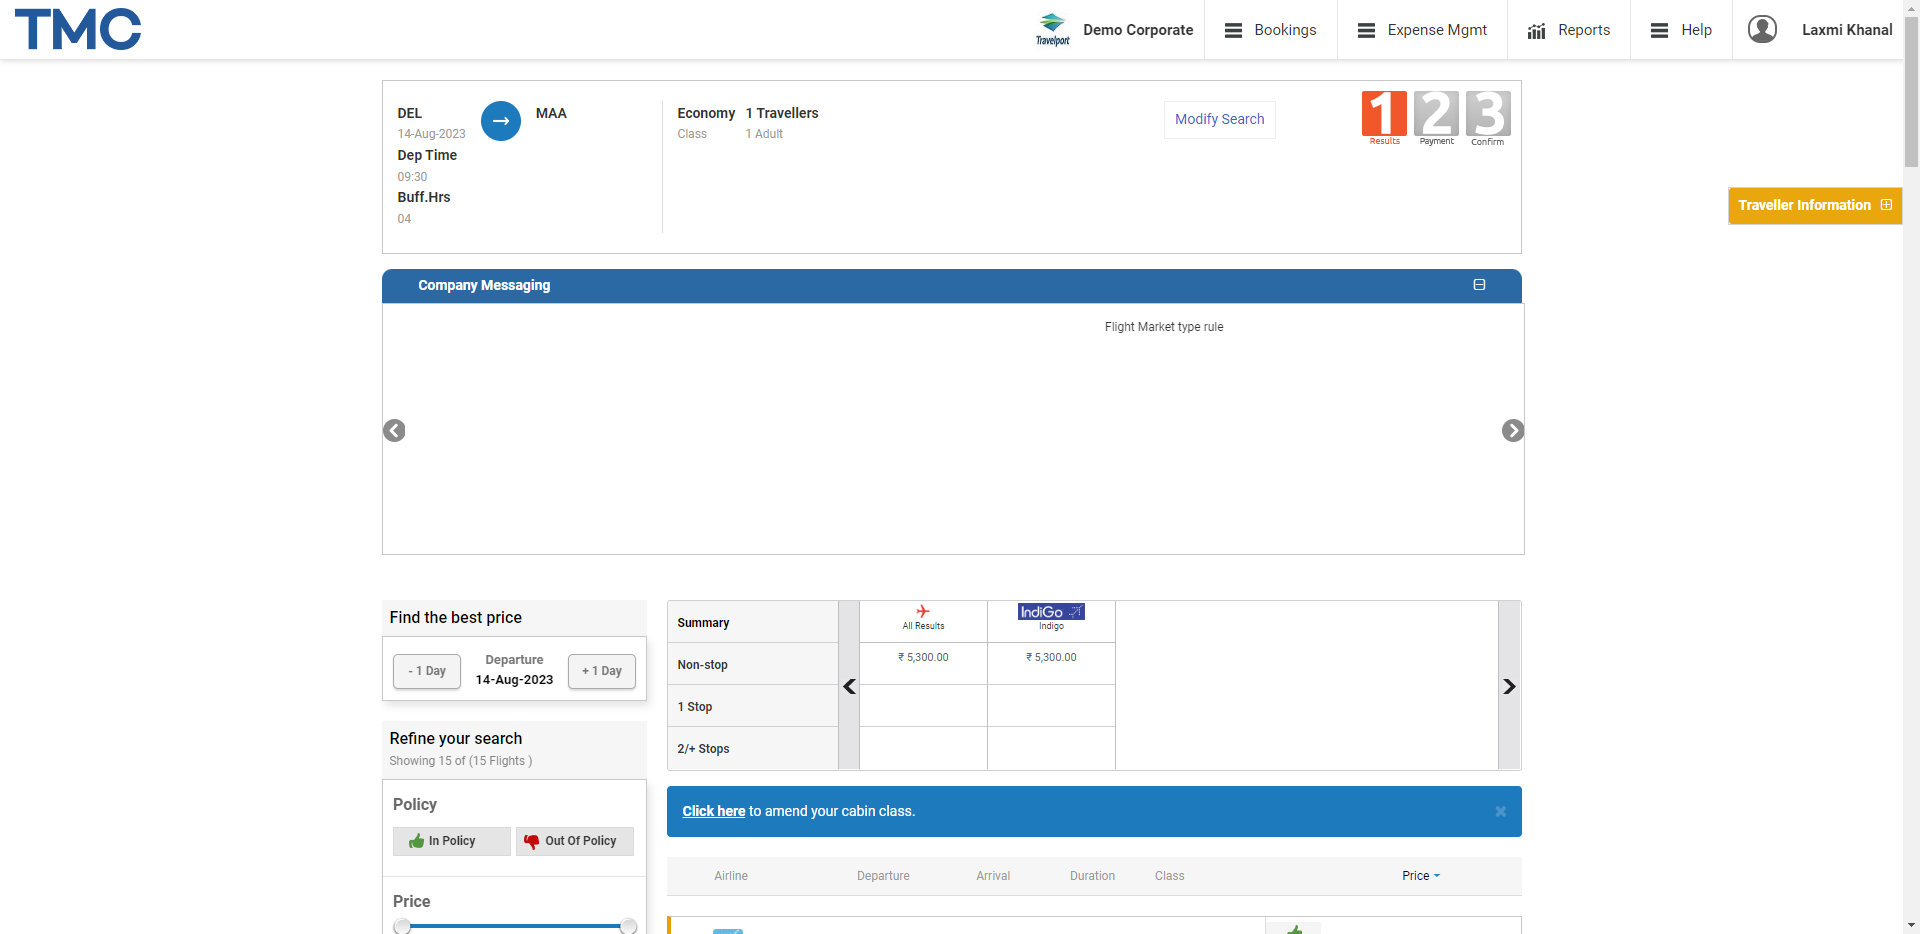 TMC
Travelport
Demo Corporate
Bookings
Expense Mgmt
Reports
Help
Laxmi Khanal
DEL
14-Aug-2023
Dep Time
09:30
Buff.Hrs
04
MAA
Economy
Class
1 Travellers
1 Adult
Modify Search
1
Results
2
Payment
3
Confirm
Traveller Information
Company Messaging
Flight Market type rule
Find the best price
- 1 Day
Departure
14-Aug-2023
+ 1 Day
Refine your search
Showing 15 of (15 Flights )
Policy
In Policy
Out Of Policy
Price
Summary
All Results
IndiGo
Indigo
Non-stop
₹ 5,300.00
₹ 5,300.00
1 Stop
2/+ Stops
Click here to amend your cabin class.
Airline
Departure
Arrival
Duration
Class
Price